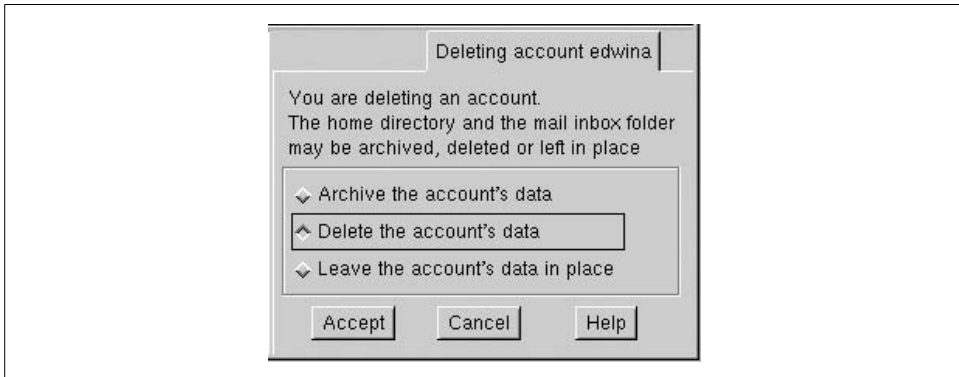 Deleting account edwina
You are deleting an account.
The home directory and the mail inbox folder
may be archived, deleted or left in place
Archive the account's data
Delete the account's data
Leave the account's data in place
Accept Cancel Help